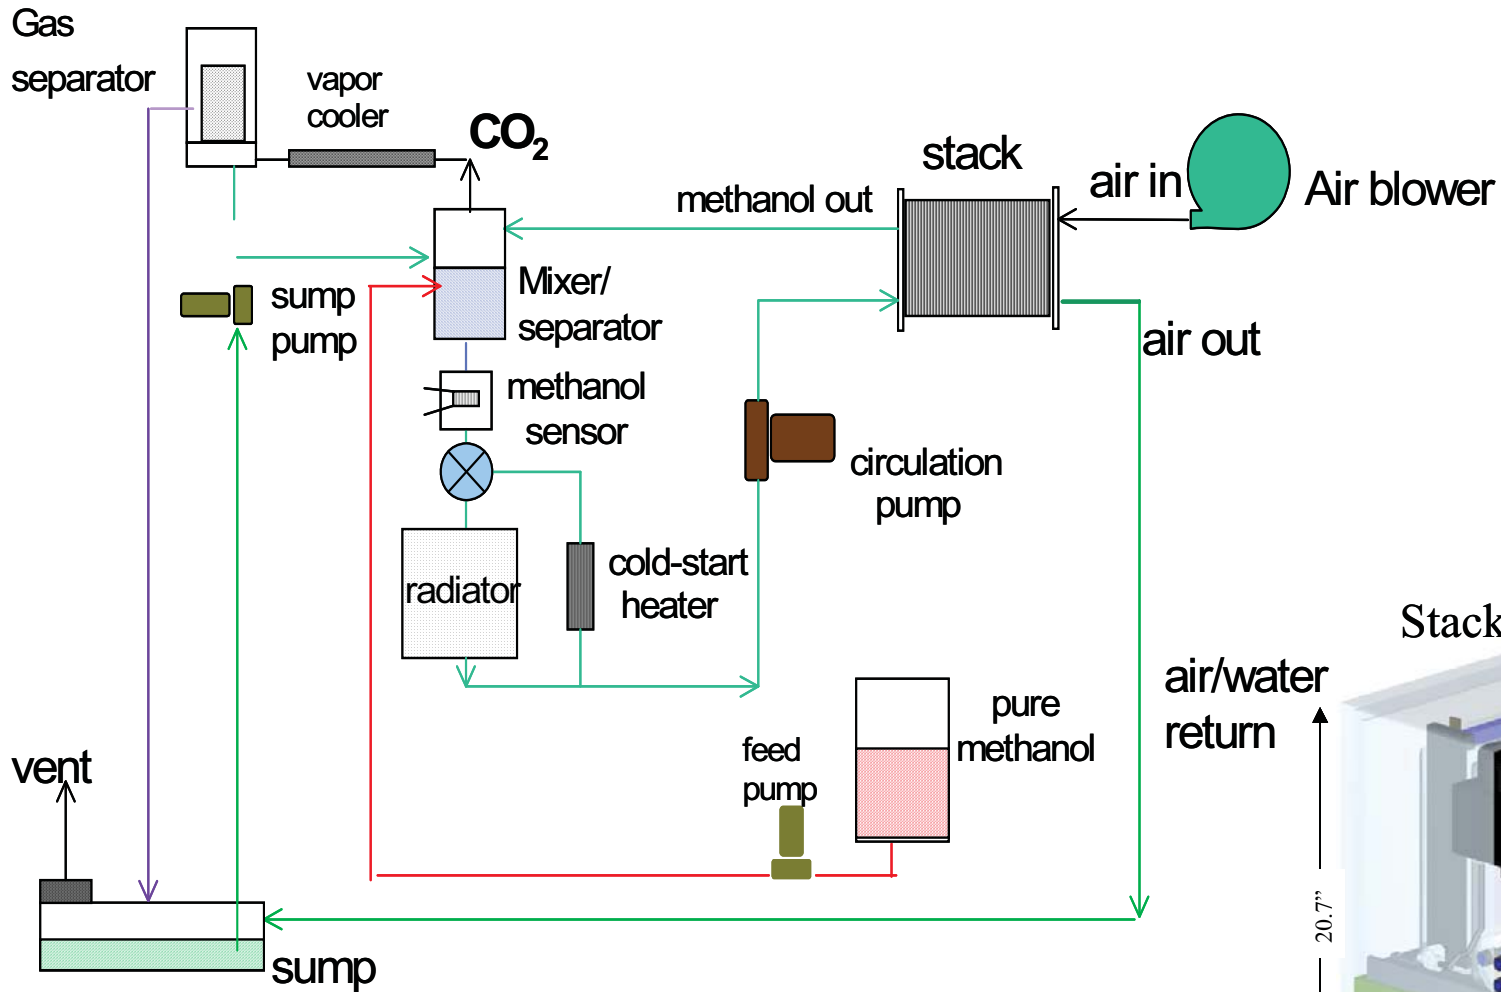 Gas
separator
vapor
cooler
CO₂
stack
air in
Air blower
methanol out
Mixer/
separator
sump
pump
air out
methanol
sensor
circulation
pump
radiator
cold-start
heater
Stack
air/water
return
pure
methanol
feed
pump
vent
20.7”
sump